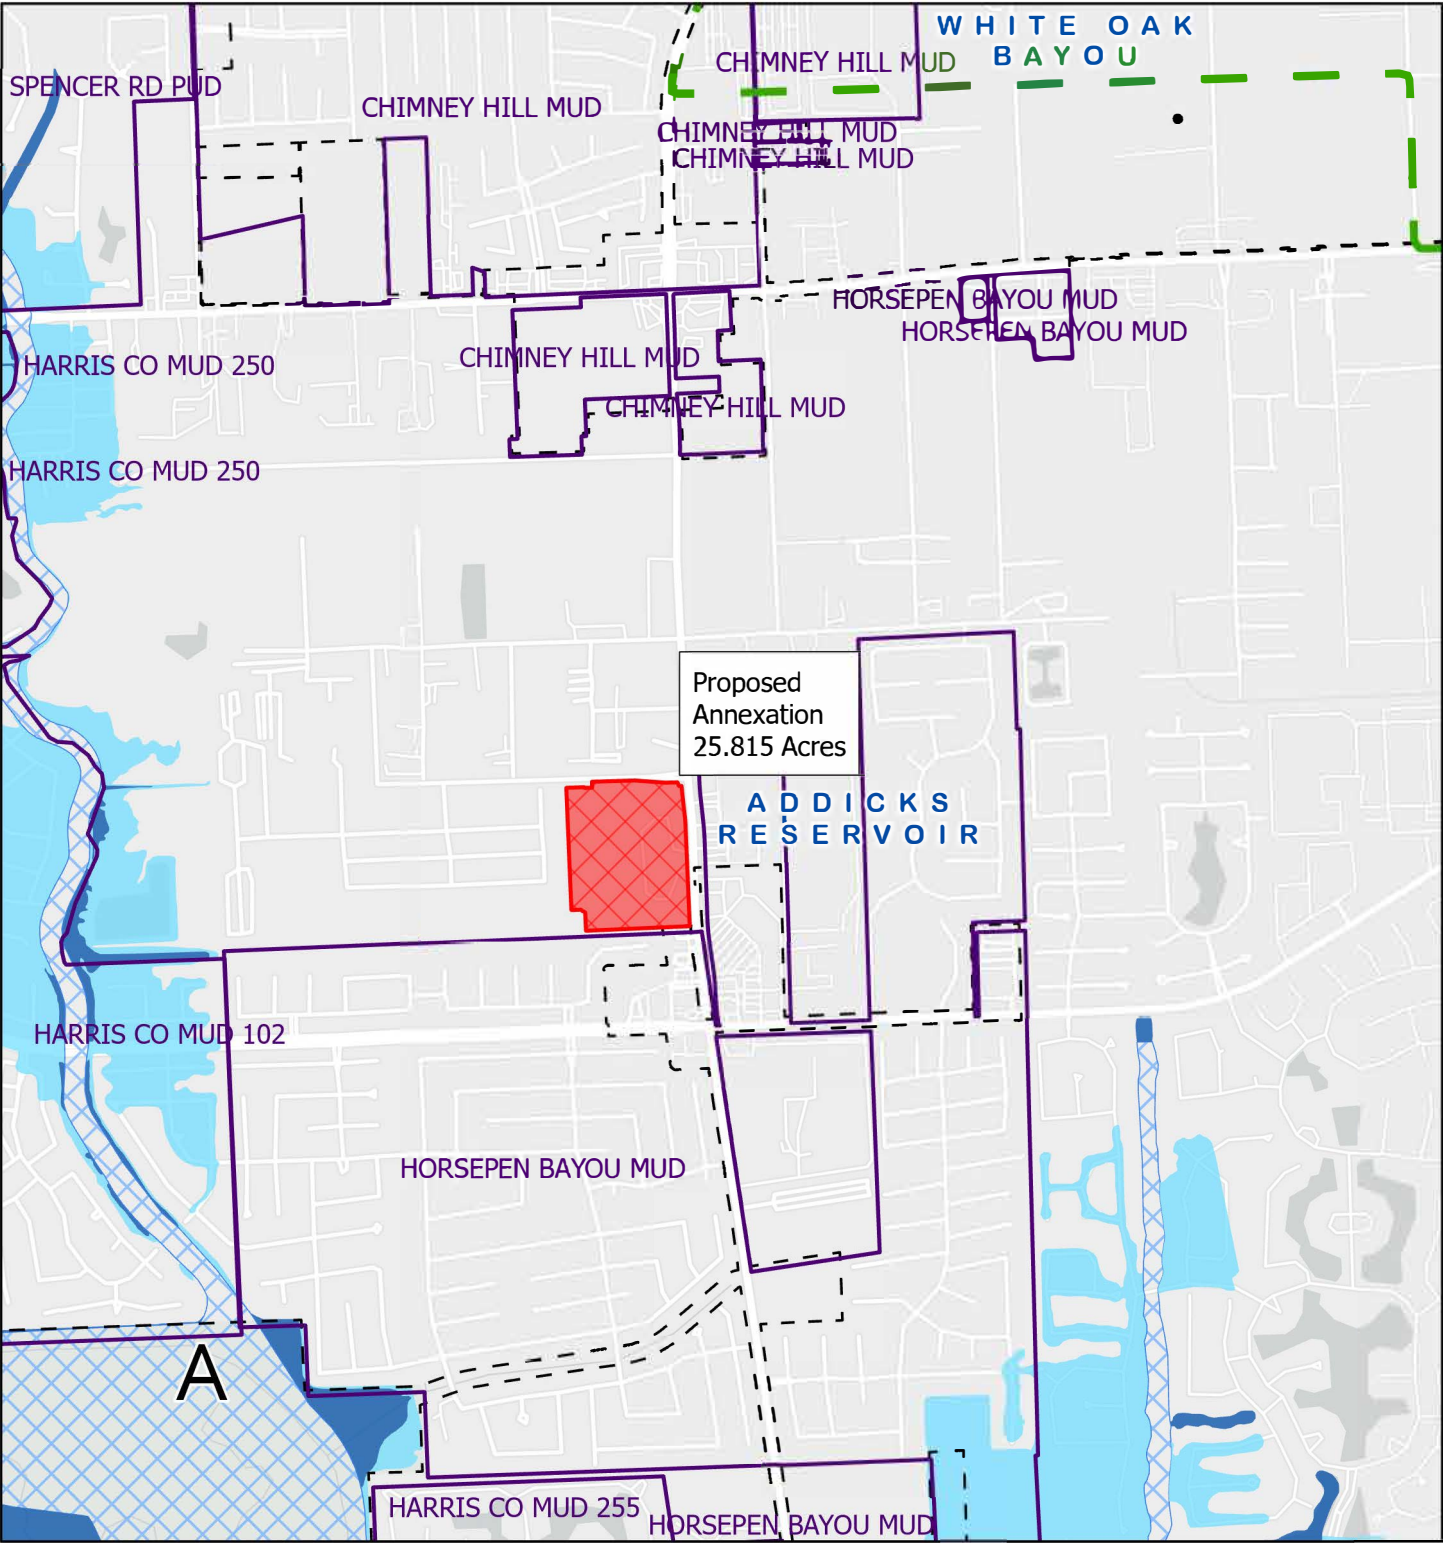 WHITE OAK
BAYOU
CHIMNEY HILL MUD
SPENCER RD PUD
CHIMNEY HILL MUD
CHIMNEY HILL MUD
CHIMNEY HILL MUD
HORSEPEN BAYOU MUD
HORSEPEN BAYOU MUD
CHIMNEY HILL MUD
HARRIS CO MUD 250
CHIMNEY HILL MUD
HARRIS CO MUD 250
Proposed
Annexation
25.815 Acres
ADDICKS
RESERVOIR
HARRIS CO MUD 102
HORSEPEN BAYOU MUD
A
HARRIS CO MUD 255
HORSEPEN BAYOU MUD